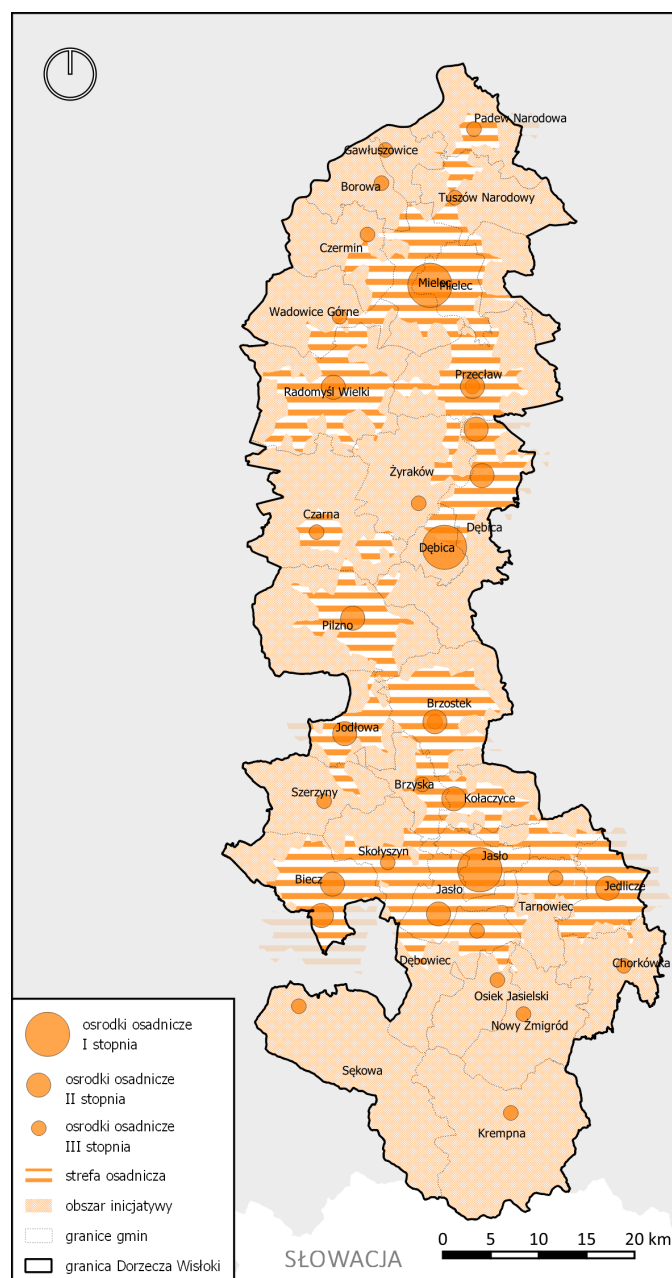 Padew Narodowa
Gawłuszowice
Borowa
Tuszów Narodowy
Czermin
Mielec
Mielec
Wadowice Górne
Przecław
Radomyśl Wielki
Żyraków
Czarna
Dębica
Dębica
Pilzno
Brzostek
Jodłowa
Brzyska
Szerzyny
Kołaczyce
Skołyszyn
Jasło
Biecz
Jasło
Jedlicze
Tarnowiec
Dębowiec
Chorkówka
Osiek Jasielski
Nowy Żmigród
Sękowa
Krempna
ośrodki osadnicze
I stopnia
ośrodki osadnicze
II stopnia
ośrodki osadnicze
III stopnia
strefa osadnicza
obszar inicjatywy
granice gmin
granica Dorzecza Wisłoki
SŁOWACJA
0 5 10 15 20 km